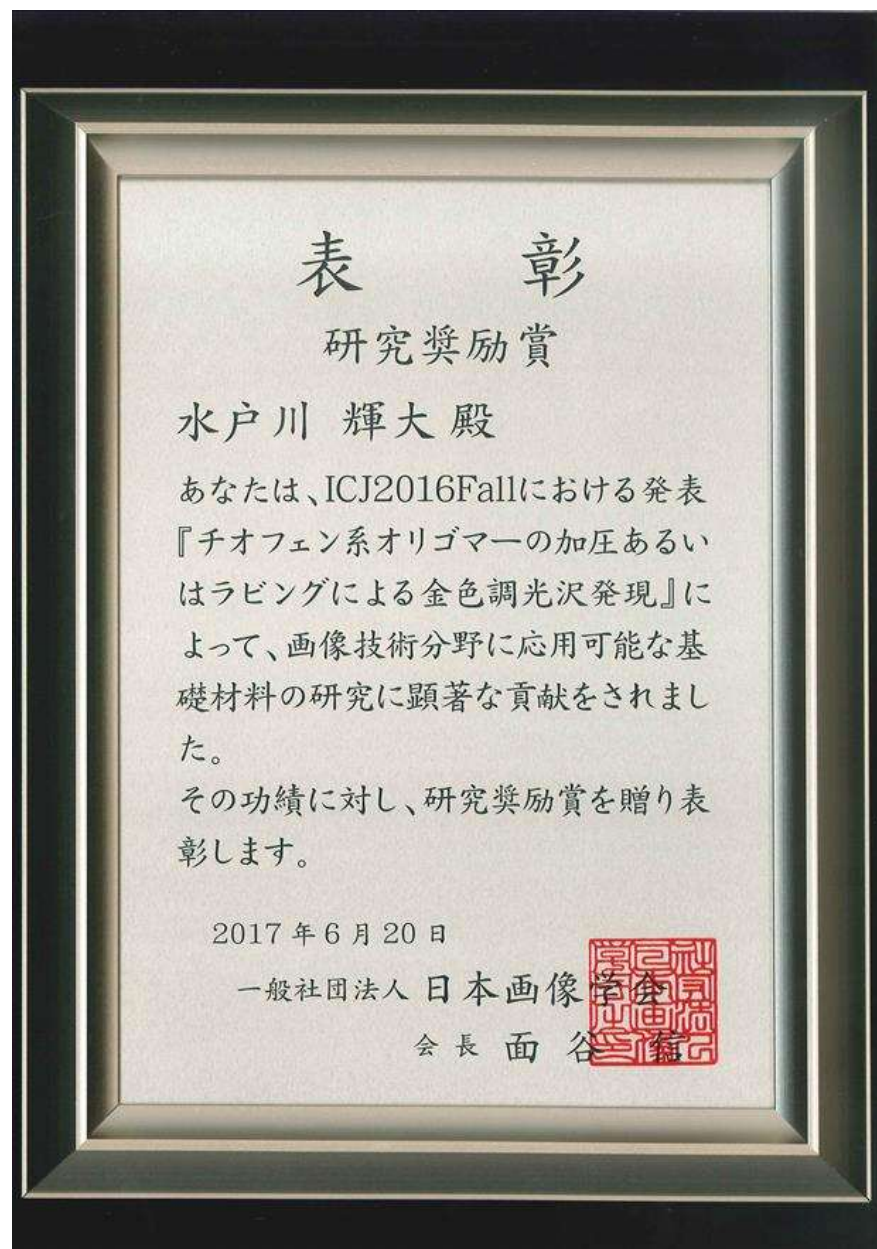 表 彰
研究奨励賞
水戸川 輝大 殿
あなたは、ICJ2016Fallにおける発表
『チオフェン系オリゴマーの加圧あるい
はラビングによる金色調光沢発現』に
よって、画像技術分野に応用可能な基
礎材料の研究に顕著な貢献をされまし
た。
その功績に対し、研究奨励賞を贈り表
彰します。
2017 年 6 月 20 日
一般社団法人 日本画像学会
会 長 面 谷 信